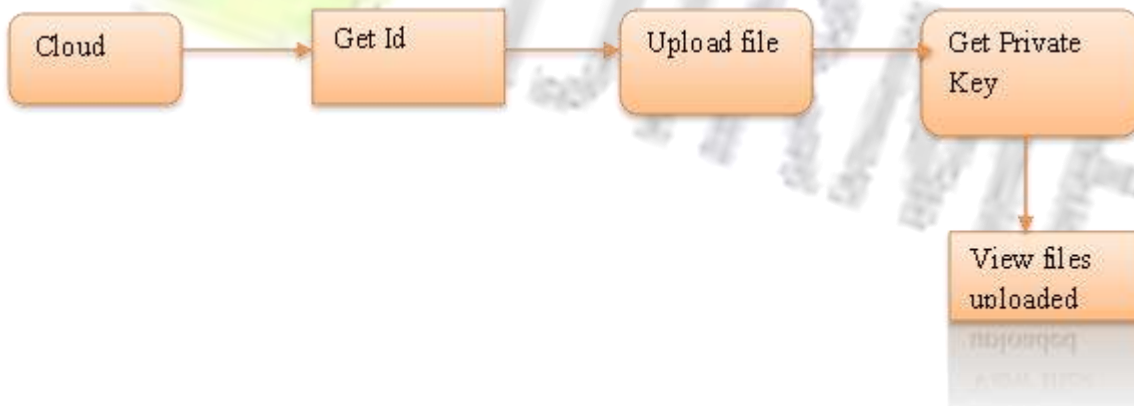 Cloud
Get Id
Upload file
Get Private
Key
View files
uploaded